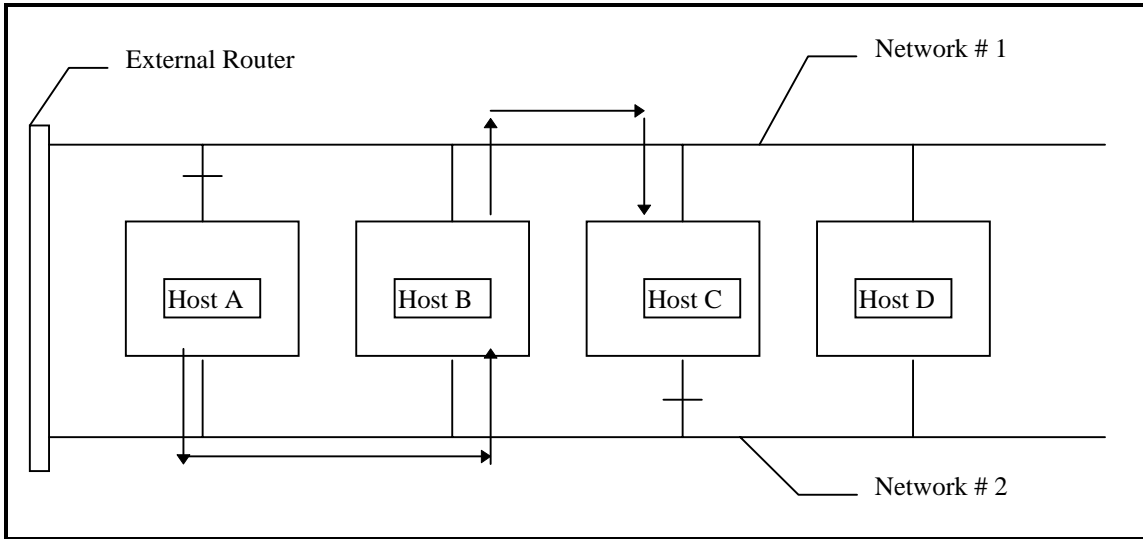 External Router
Network # 1
Host A
Host B
Host C
Host D
Network # 2